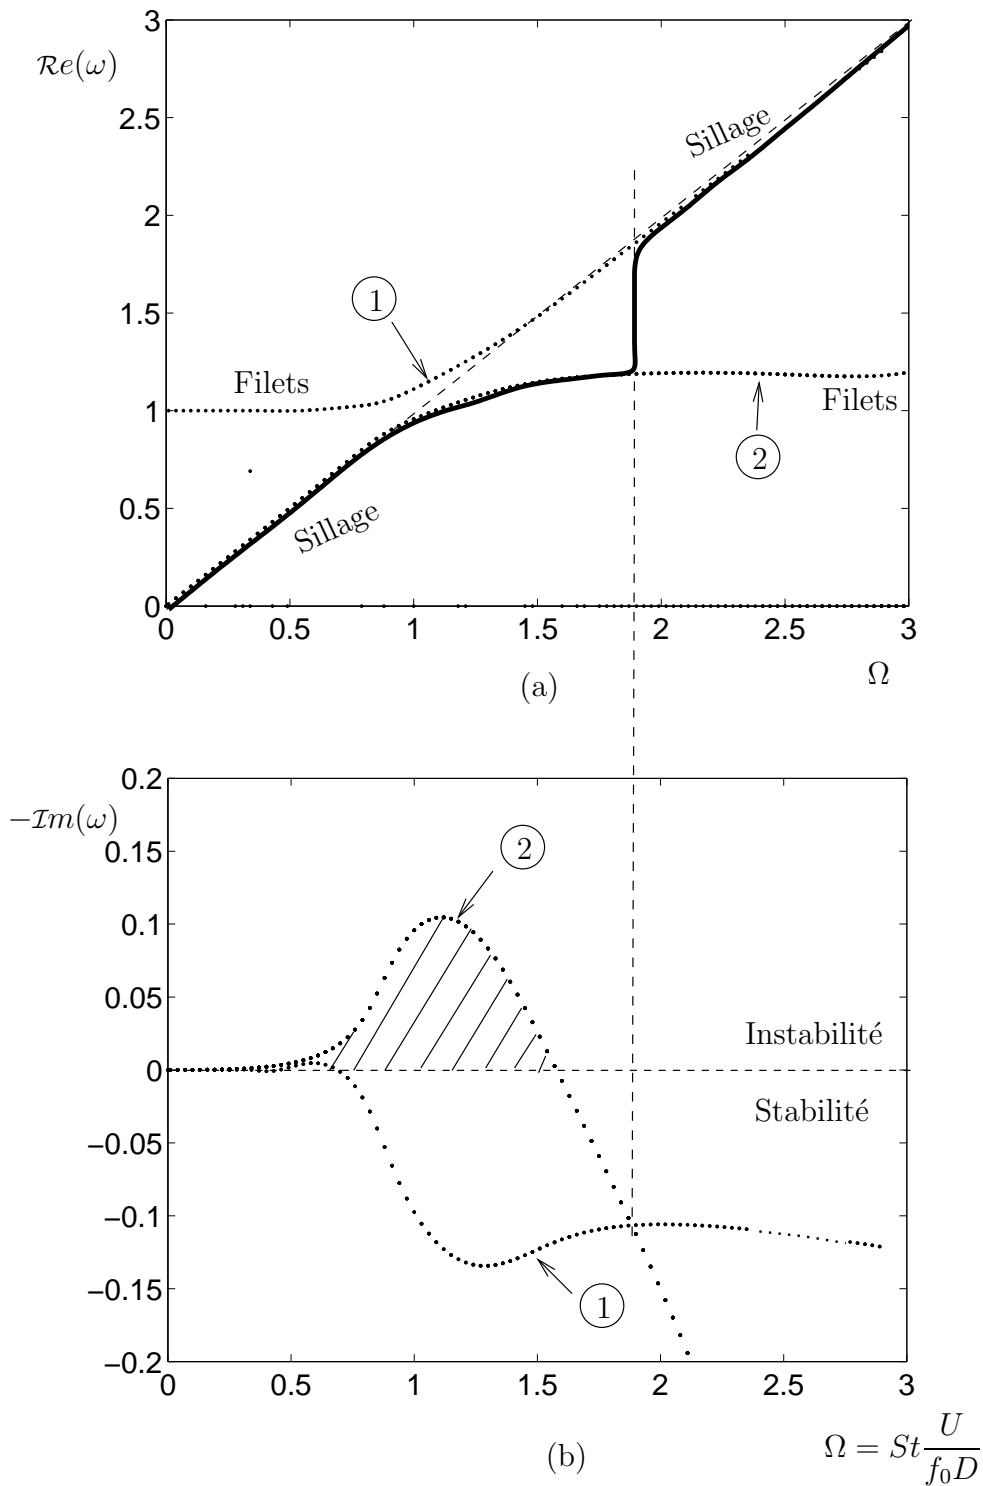 3
Re(ω)
Sillage
2.5
2
1
1.5
Filets
1
Filets
2
0.5
Sillage
0
0 0.5 1 1.5 2 2.5 3
(a)
Ω
0.2
−Im(ω)
2
0.15
0.1
0.05
Instabilité
0
Stabilité
−0.05
−0.1
−0.15
1
−0.2
0 0.5 1 1.5 2 2.5 3
(b)
Ω = St U/f₀D